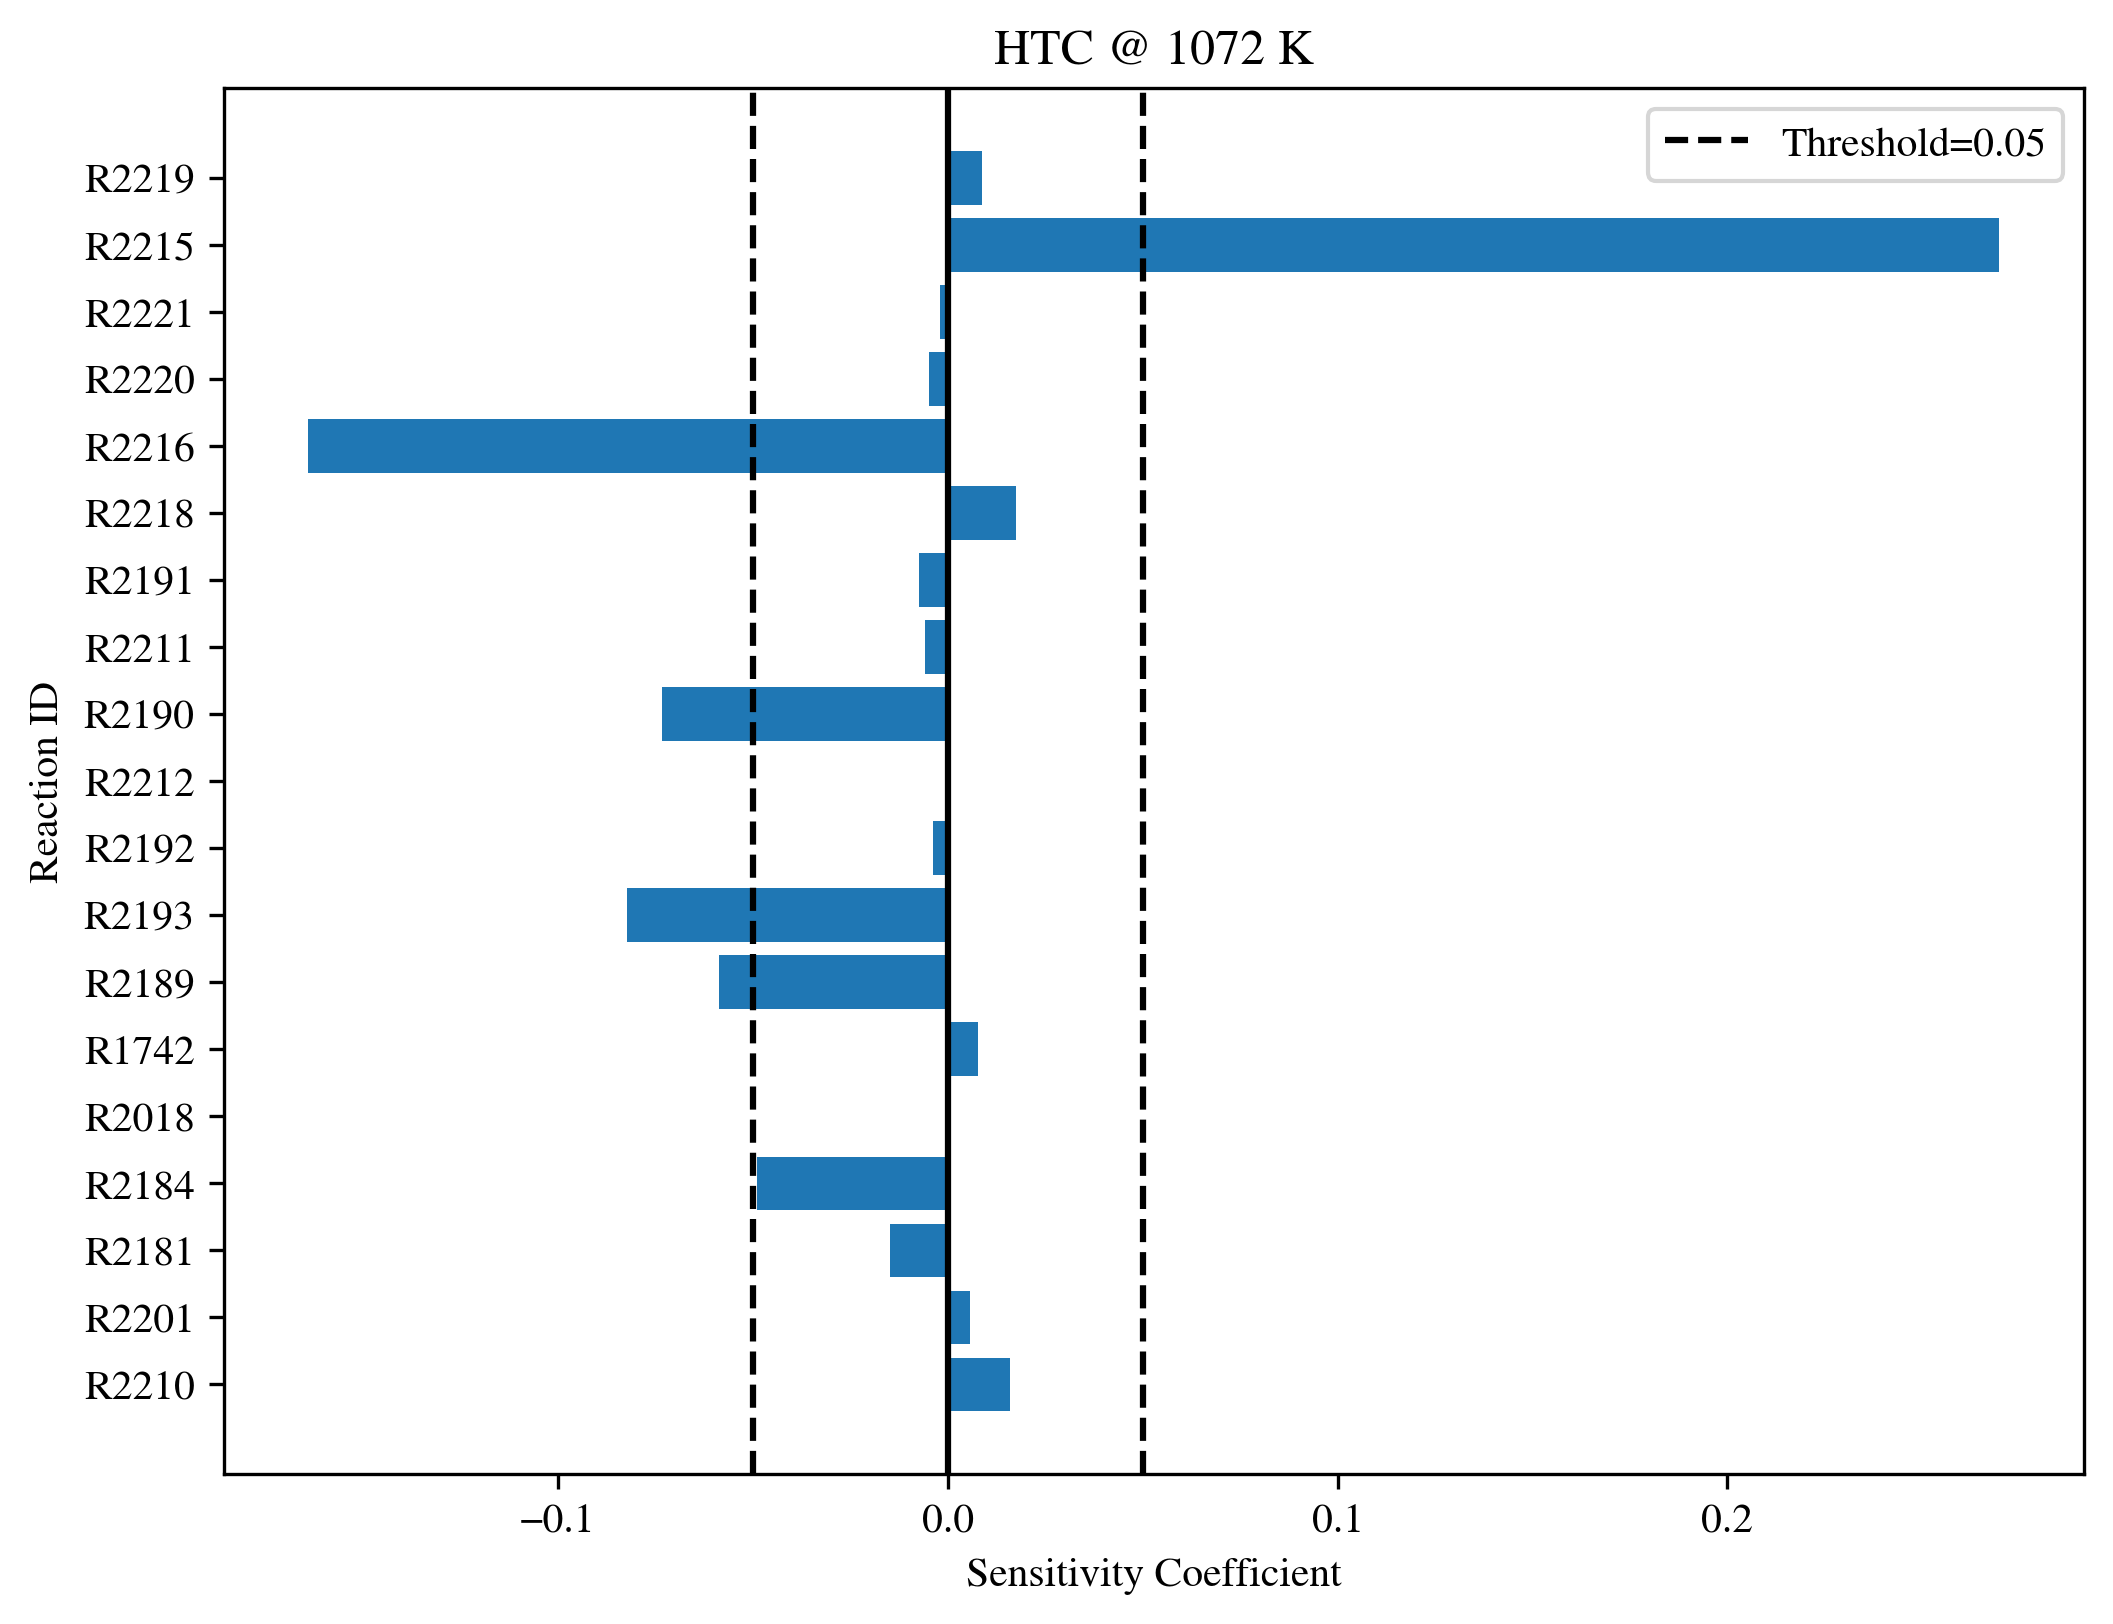 HTC @ 1072 K
Threshold=0.05
R2219
R2215
R2221
R2220
R2216
R2218
R2191
R2211
R2190
R2212
R2192
R2193
R2189
R1742
R2018
R2184
R2181
R2201
R2210
Reaction ID
−0.1 0.0 0.1 0.2
Sensitivity Coefficient